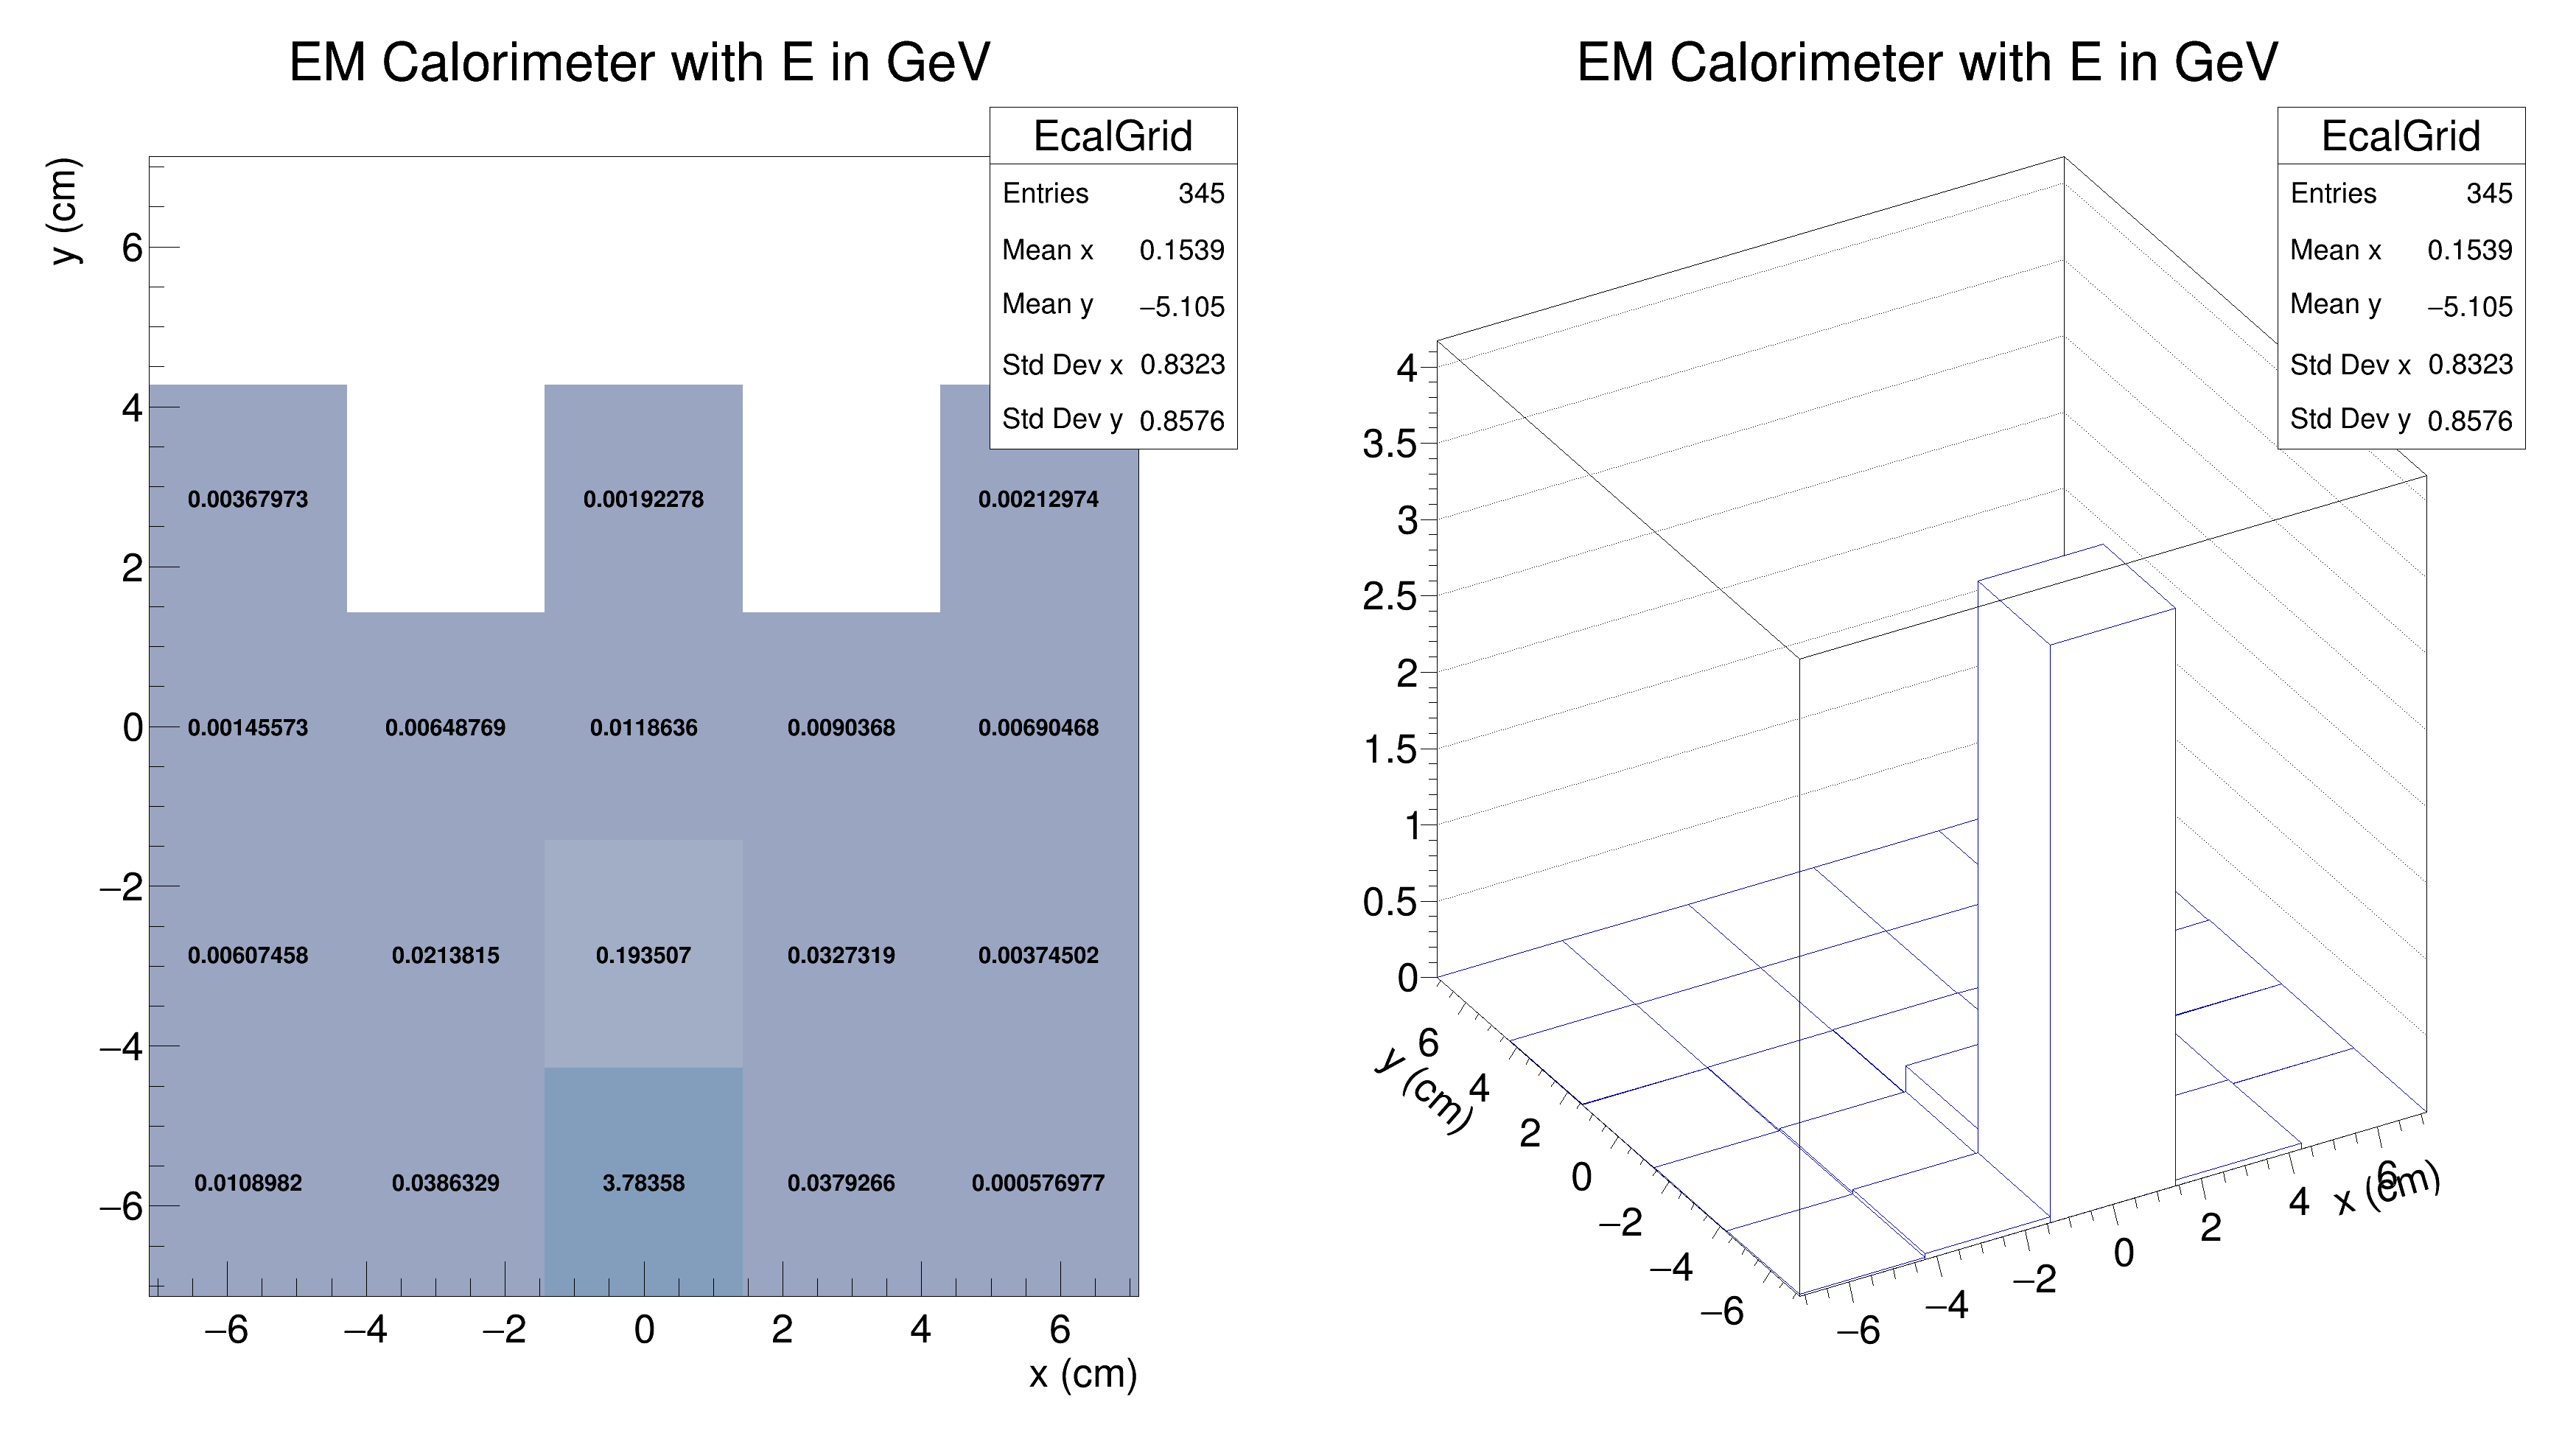 EM Calorimeter with E in GeV
EcalGrid
Entries 345
Mean x 0.1539
Mean y −5.105
Std Dev x 0.8323
Std Dev y 0.8576
y (cm)
6
4
2
0
−2
−4
−6
0.00367973 0.00192278 0.00212974
0.00145573 0.00648769 0.0118636 0.0090368 0.00690468
0.00607458 0.0213815 0.193507 0.0327319 0.00374502
0.0108982 0.0386329 3.78358 0.0379266 0.000576977
−6 −4 −2 0 2 4 6
x (cm)
EM Calorimeter with E in GeV
EcalGrid
Entries 345
Mean x 0.1539
Mean y −5.105
Std Dev x 0.8323
Std Dev y 0.8576
4
3.5
3
2.5
2
1.5
1
0.5
0
y (cm)
6
4
2
0
−2
−4
−6
−6 −4 −2 0 2 4 6
x (cm)